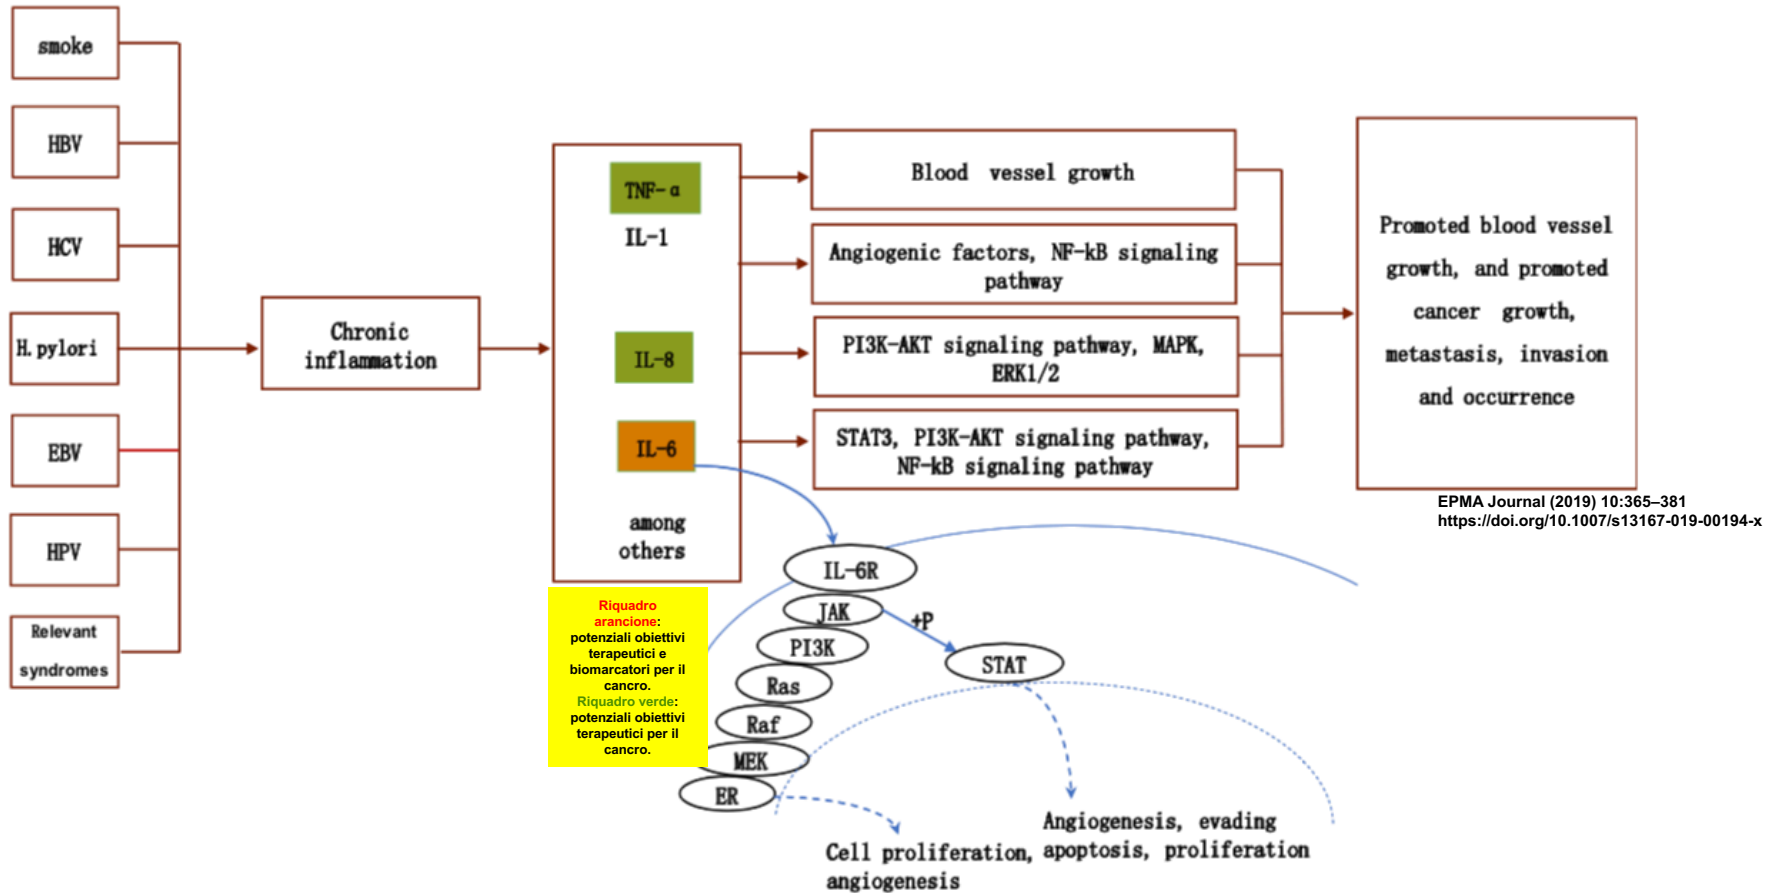 smoke
HBV
HCV
H.pylori
EBV
HPV
Relevant
syndromes
Chronic
inflammation
TNF-α
IL-1
IL-8
IL-6
among
others
Blood vessel growth
Angiogenic factors, NF-kB signaling
pathway
PI3K-AKT signaling pathway, MAPK,
ERK1/2
STAT3, PI3K-AKT signaling pathway,
NF-kB signaling pathway
Promoted blood vessel
growth, and promoted
cancer growth,
metastasis, invasion
and occurrence
EPMA Journal (2019) 10:365–381
https://doi.org/10.1007/s13167-019-00194-x
Riquadro
arancione:
potenziali obiettivi
terapeutici e
biomarcatori per il
cancro.
Riquadro verde:
potenziali obiettivi
terapeutici per il
cancro.
IL-6R
JAK
+P
PI3K
STAT
Ras
Raf
MEK
ER
Cell proliferation,
angiogenesis
Angiogenesis, evading
apoptosis, proliferation